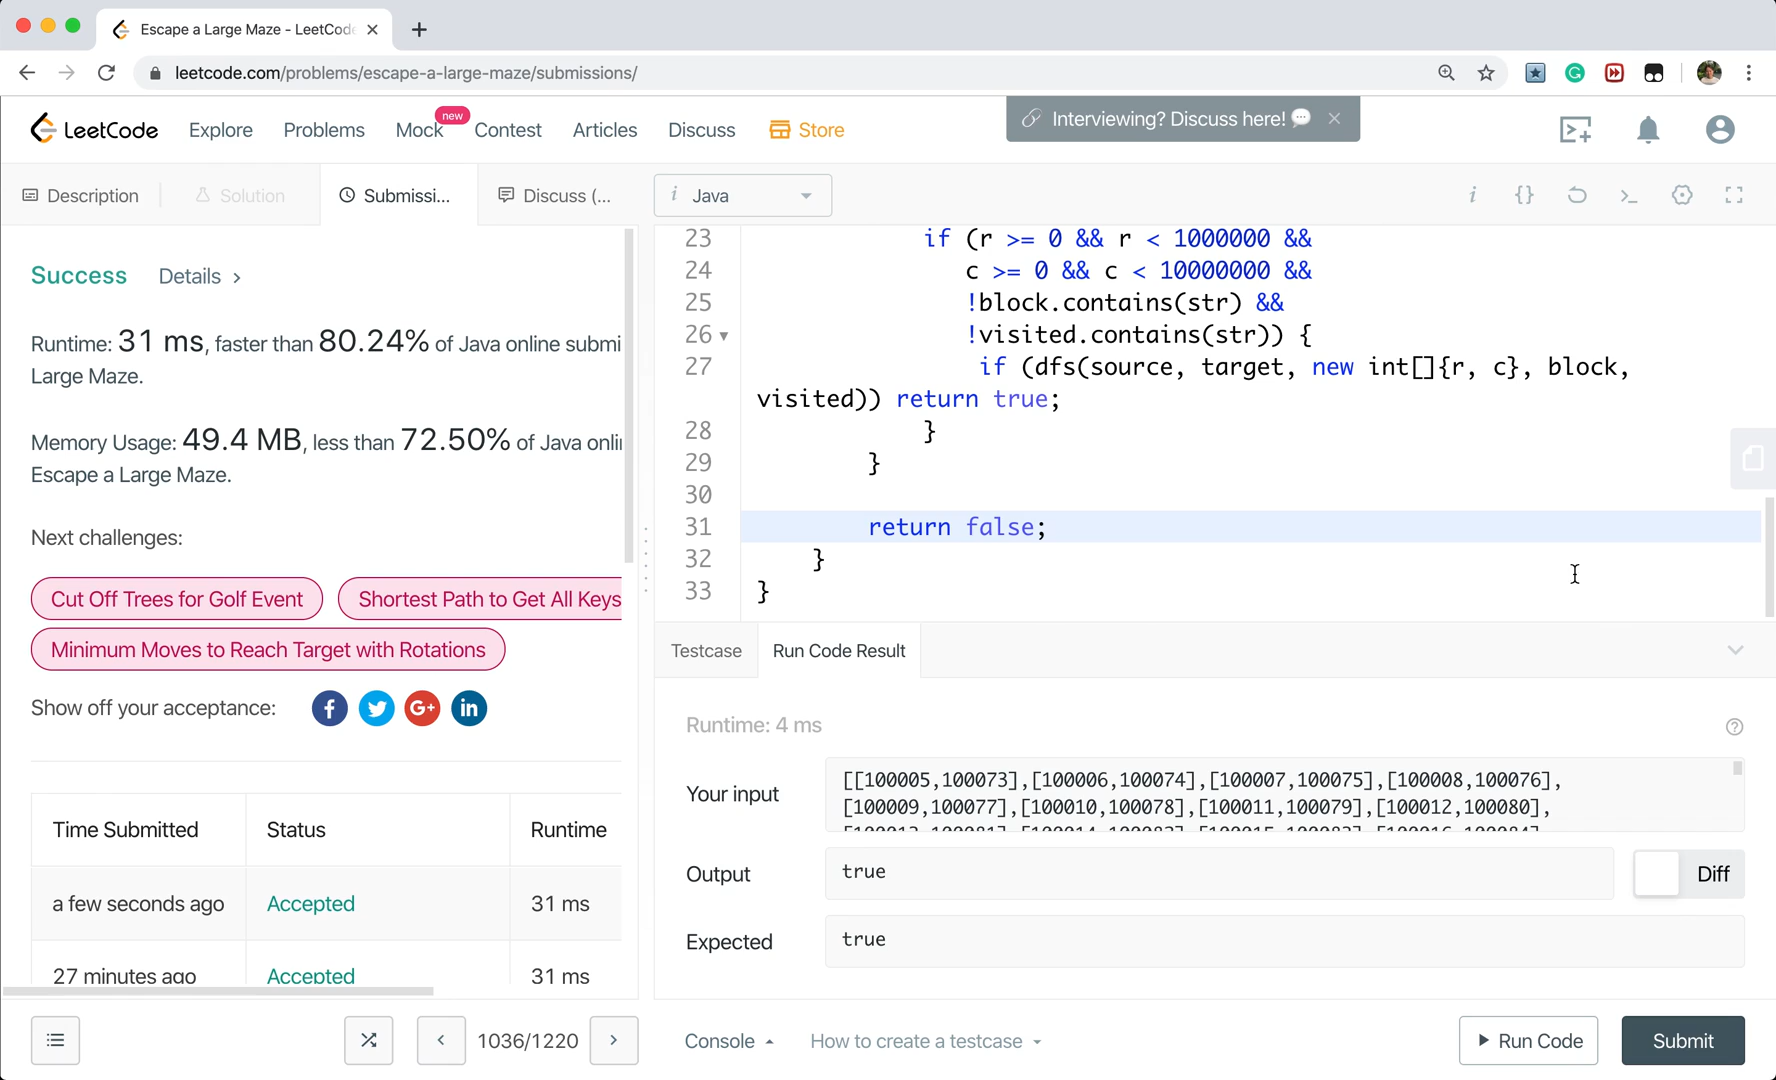 Escape a Large Maze - LeetCode
leetcode.com/problems/escape-a-large-maze/submissions/
LeetCode
Explore
Problems
Mock
new
Contest
Articles
Discuss
Store
Interviewing? Discuss here!
Description
Solution
Submissi...
Discuss (...
i Java
Success
Details
Runtime: 31 ms, faster than 80.24% of Java online submi
Large Maze.
Memory Usage: 49.4 MB, less than 72.50% of Java onli
Escape a Large Maze.
Next challenges:
Cut Off Trees for Golf Event
Shortest Path to Get All Keys
Minimum Moves to Reach Target with Rotations
Show off your acceptance:
Time Submitted Status Runtime
a few seconds ago Accepted 31 ms
27 minutes ago Accepted 31 ms
1036/1220
23 if (r >= 0 && r < 1000000 &&
24 c >= 0 && c < 10000000 &&
25 !block.contains(str) &&
26 !visited.contains(str)) {
27 if (dfs(source, target, new int[]{r, c}, block,
visited)) return true;
28 }
29 }
30
31 return false;
32 }
33 }
Testcase
Run Code Result
Runtime: 4 ms
Your input
[[100005,100073],[100006,100074],[100007,100075],[100008,100076],
[100009,100077],[100010,100078],[100011,100079],[100012,100080],
Output
true
Diff
Expected
true
Console
How to create a testcase
Run Code
Submit